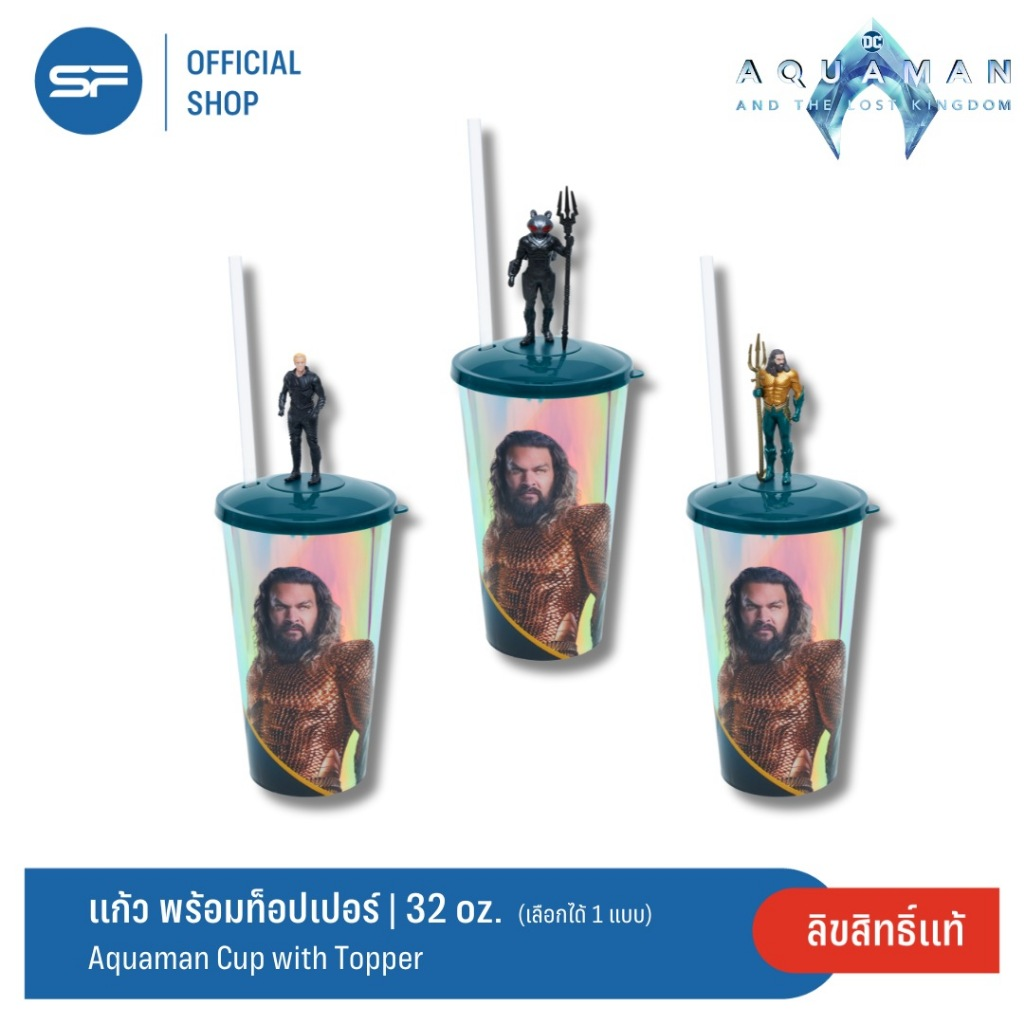 SF
OFFICIAL
SHOP
DC
AQUAMAN
AND THE LOST KINGDOM
แก้ว พร้อมท็อปเปอร์ | 32 oz. (เลือกได้ 1 แบบ)
Aquaman Cup with Topper
ลิขสิทธิ์แท้